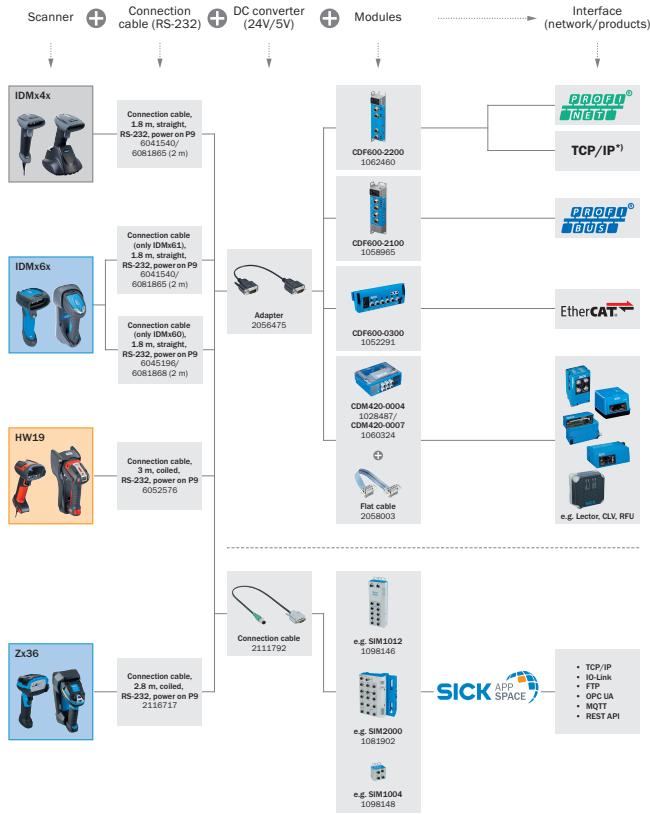 Scanner
Connection
cable (RS-232)
DC converter
(24V/5V)
Modules
Interface
(network/products)
IDMx4x
Connection cable,
1.8 m, straight,
RS-232, power on P9
6041540/
6081865 (2 m)
IDMx6x
Connection cable
(only IDMx61),
1.8 m, straight,
RS-232, power on P9
6041540/
6081865 (2 m)
Connection cable
(only IDMx60),
1.8 m, straight,
RS-232, power on P9
6045196/
6081868 (2 m)
HW19
Connection cable,
3 m, coiled,
RS-232, power on P9
6052576
Zx36
Connection cable,
2.8 m, coiled,
RS-232, power on P9
2116717
Adapter
2056475
Connection cable
2111792
CDF600-2200
1062460
CDF600-2100
1058965
CDF600-0300
1052291
CDM420-0004
1028487/
CDM420-0007
1060324
Flat cable
2058003
e.g. SIM1012
1098146
e.g. SIM2000
1081902
e.g. SIM1004
1098148
PROFI
NET
TCP/IP*)
PROFI
BUS
EtherCAT.
e.g. Lector, CLV, RFU
SICK APP
SPACE
• TCP/IP
• IO-Link
• FTP
• OPC UA
• MQTT
• REST API